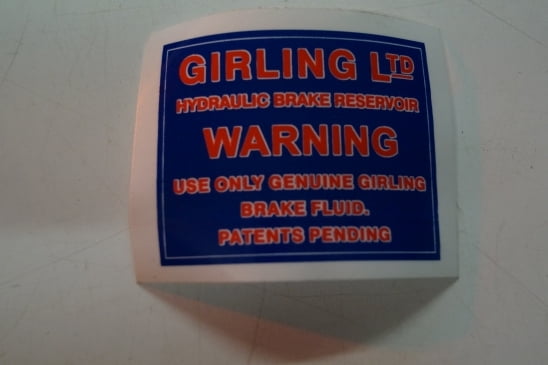 GIRLING LTD
HYDRAULIC BRAKE RESERVOIR
WARNING
USE ONLY GENUINE GIRLING
BRAKE FLUID.
PATENTS PENDING